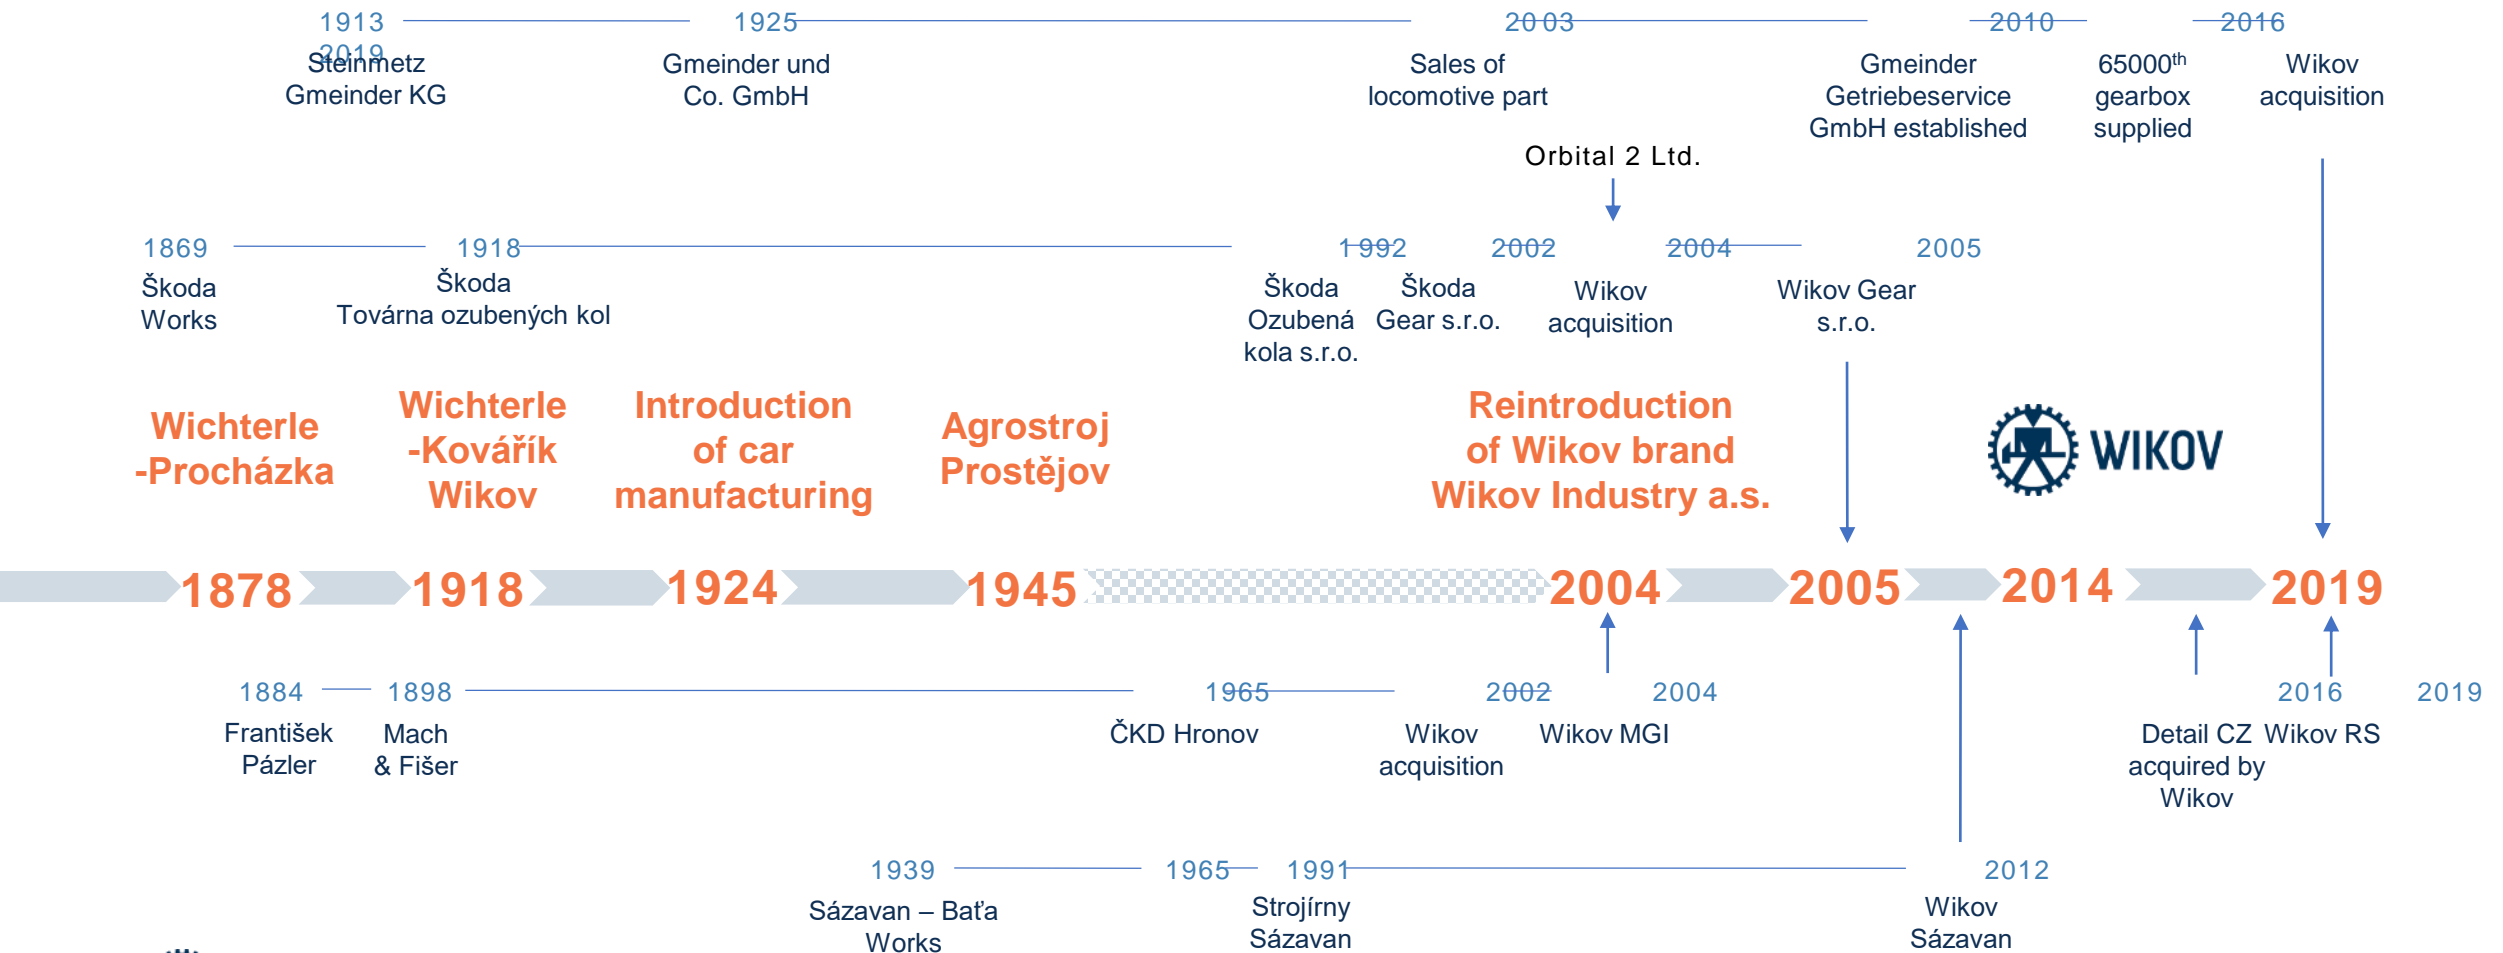 1913 1925 2003 2010 2016
2019
Steinmetz Gmeinder und Sales of Gmeinder 65000th Wikov
Gmeinder KG Co. GmbH locomotive part Getriebeservice gearbox acquisition
GmbH established supplied
Orbital 2 Ltd.
1869 1918 1992 2002 2004 2005
Škoda Škoda Škoda Škoda Wikov Wikov Gear
Works Továrna ozubených kol Ozubená Gear s.r.o. acquisition s.r.o.
kola s.r.o.
Wichterle Wichterle Introduction Agrostroj Reintroduction
-Procházka -Kovářík of car Prostějov of Wikov brand WIKOV
Wikov manufacturing Wikov Industry a.s.
1878 1918 1924 1945 2004 2005 2014 2019
1884 1898 1965 2002 2004 2016 2019
František Mach ČKD Hronov Wikov Wikov MGI Detail CZ Wikov RS
Pázler & Fišer acquisition acquired by
Wikov
1939 1965 1991 2012
Sázavan – Baťa Strojírny Wikov
Works Sázavan Sázavan